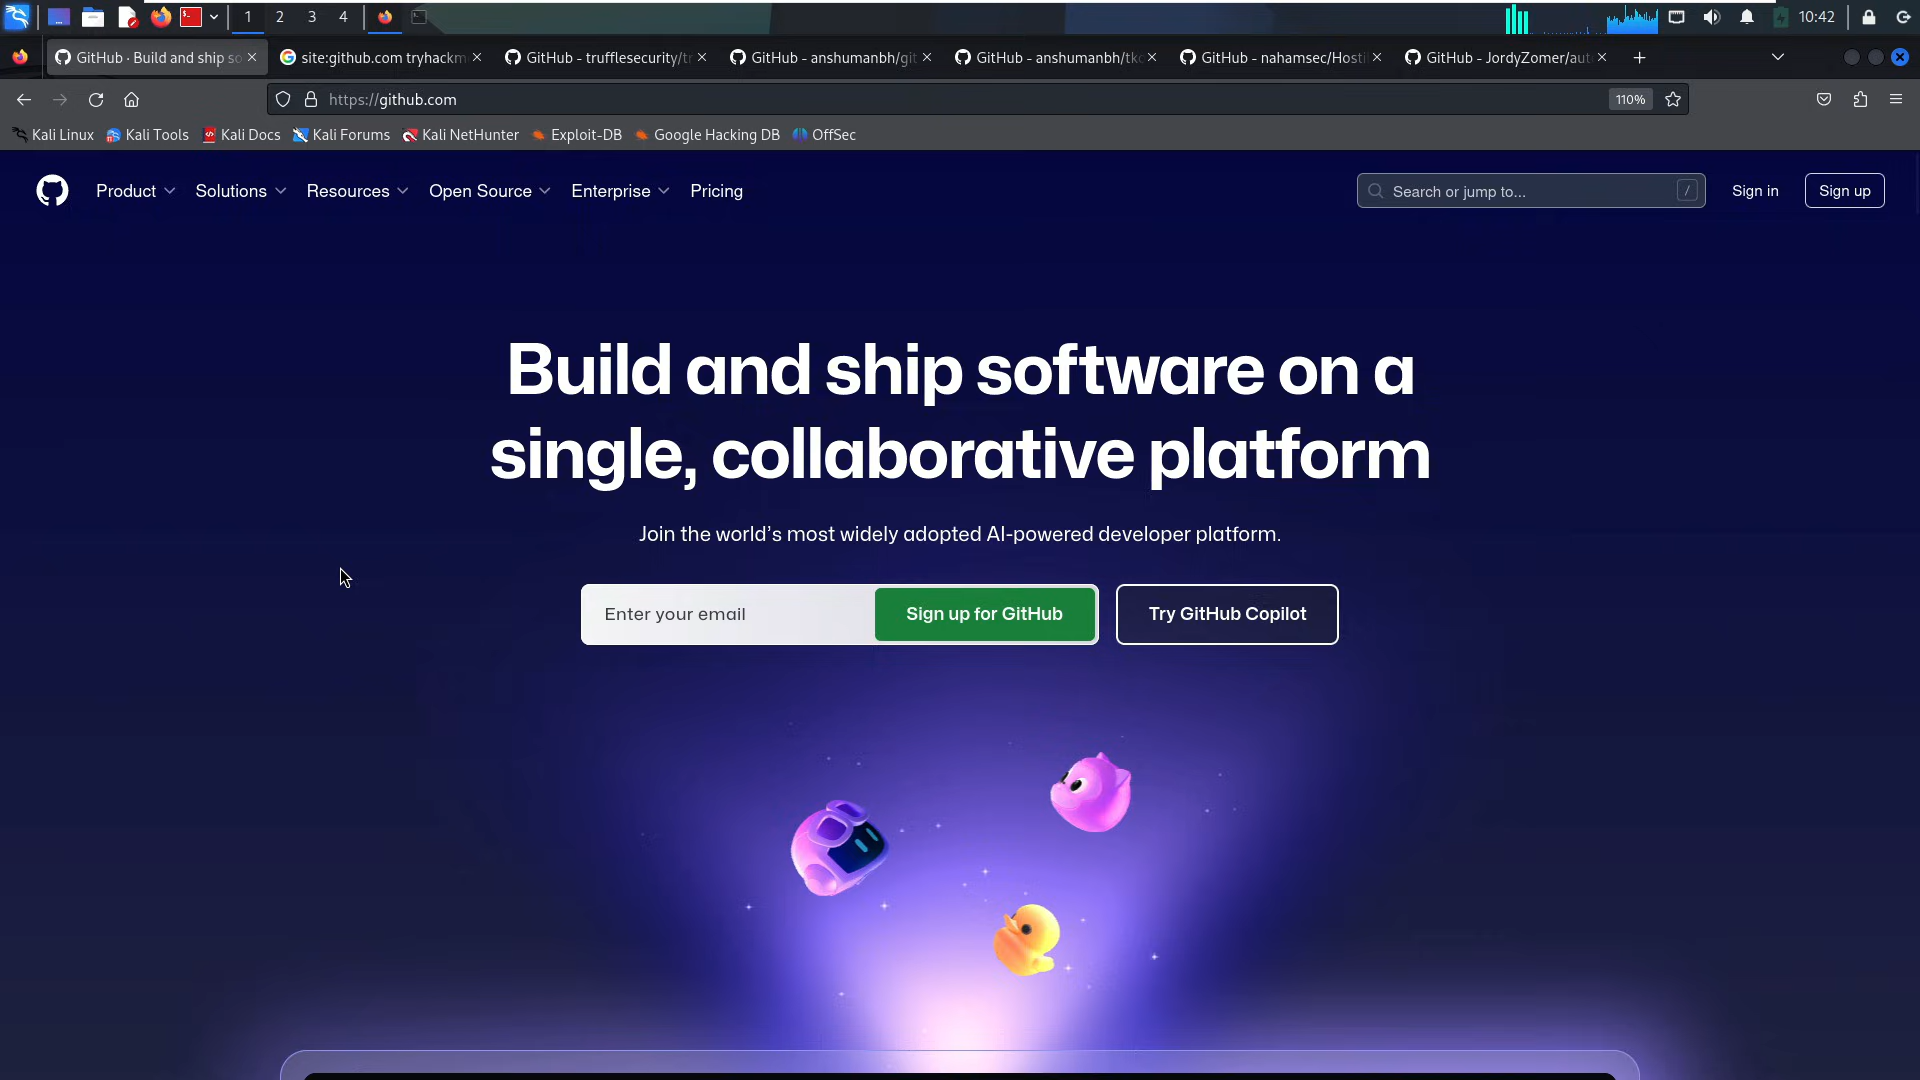 1 2 3 4
10:42
GitHub · Build and ship so
site:github.com tryhackm
GitHub - trufflesecurity/tr
GitHub - anshumanbh/git
GitHub - anshumanbh/tko
GitHub - nahamsec/Hosti
GitHub - JordyZomer/aut
https://github.com
110%
Kali Linux Kali Tools Kali Docs Kali Forums Kali NetHunter Exploit-DB Google Hacking DB OffSec
Product Solutions Resources Open Source Enterprise Pricing
Search or jump to... /
Sign in
Sign up
Build and ship software on a
single, collaborative platform
Join the world's most widely adopted AI-powered developer platform.
Enter your email
Sign up for GitHub
Try GitHub Copilot